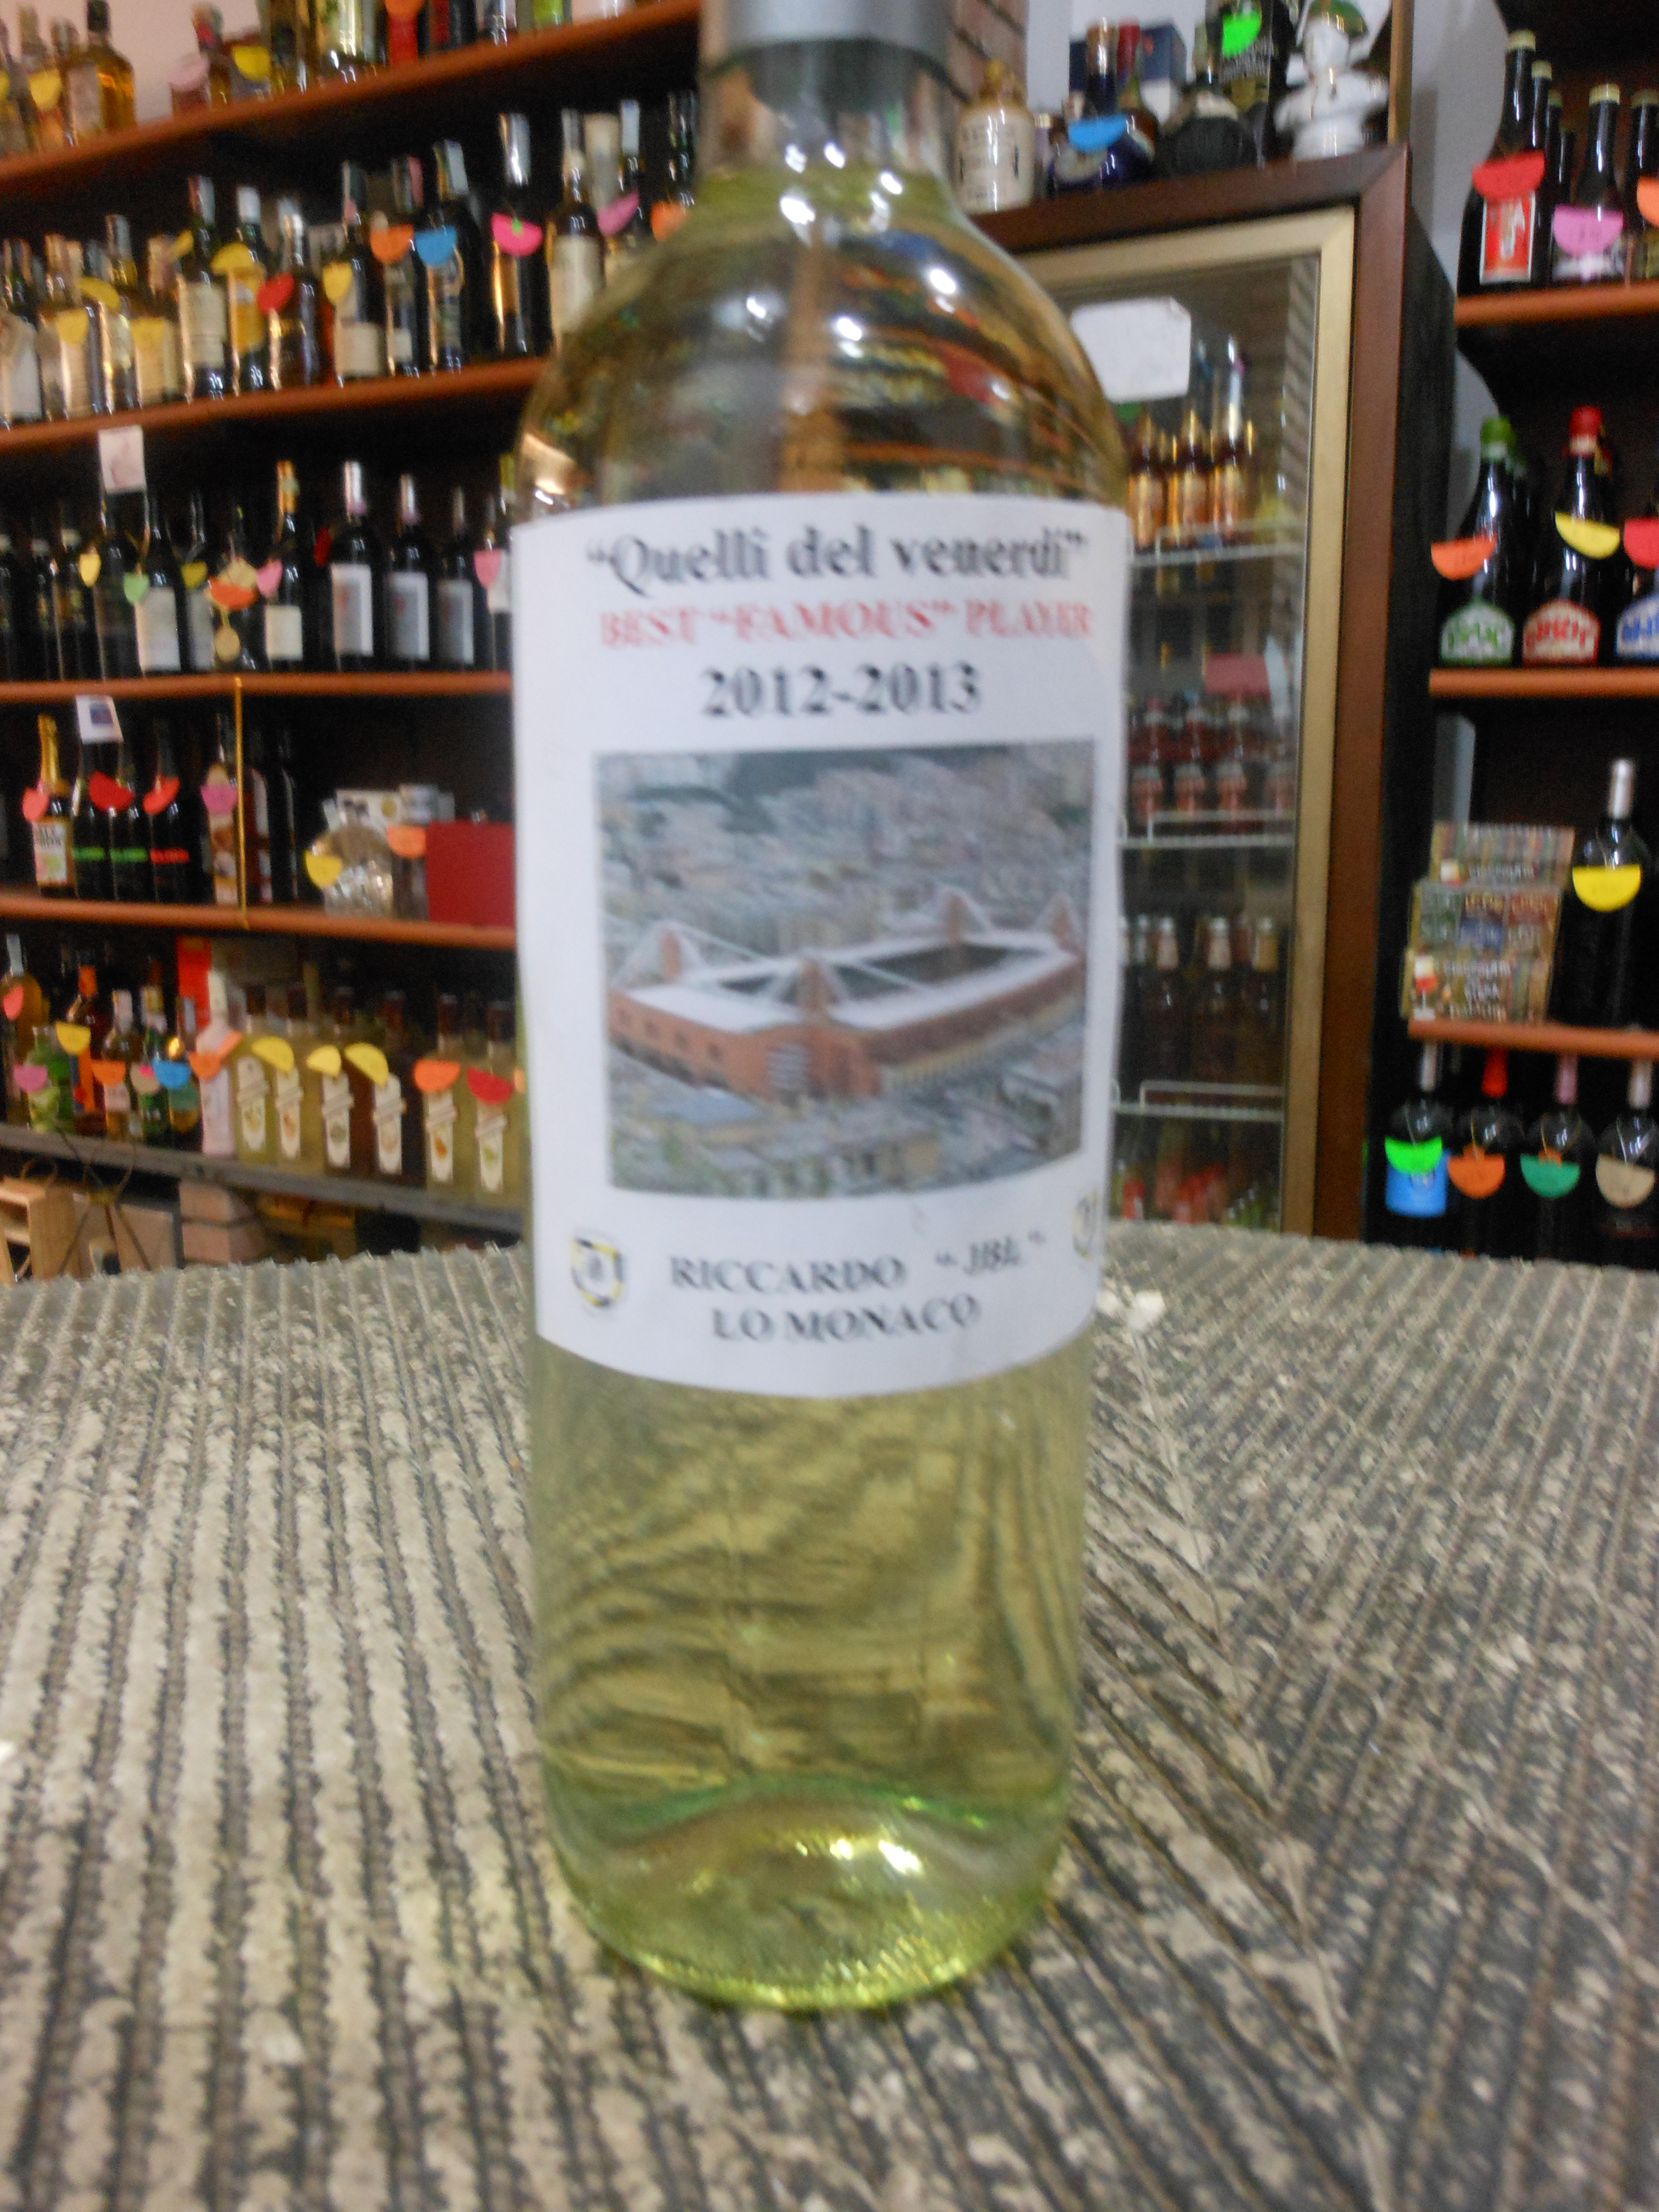 “Quelli del venerdì”
BEST “FAMOUS” PLAYER
2012-2013
RICCARDO “JBL“
LO MONACO